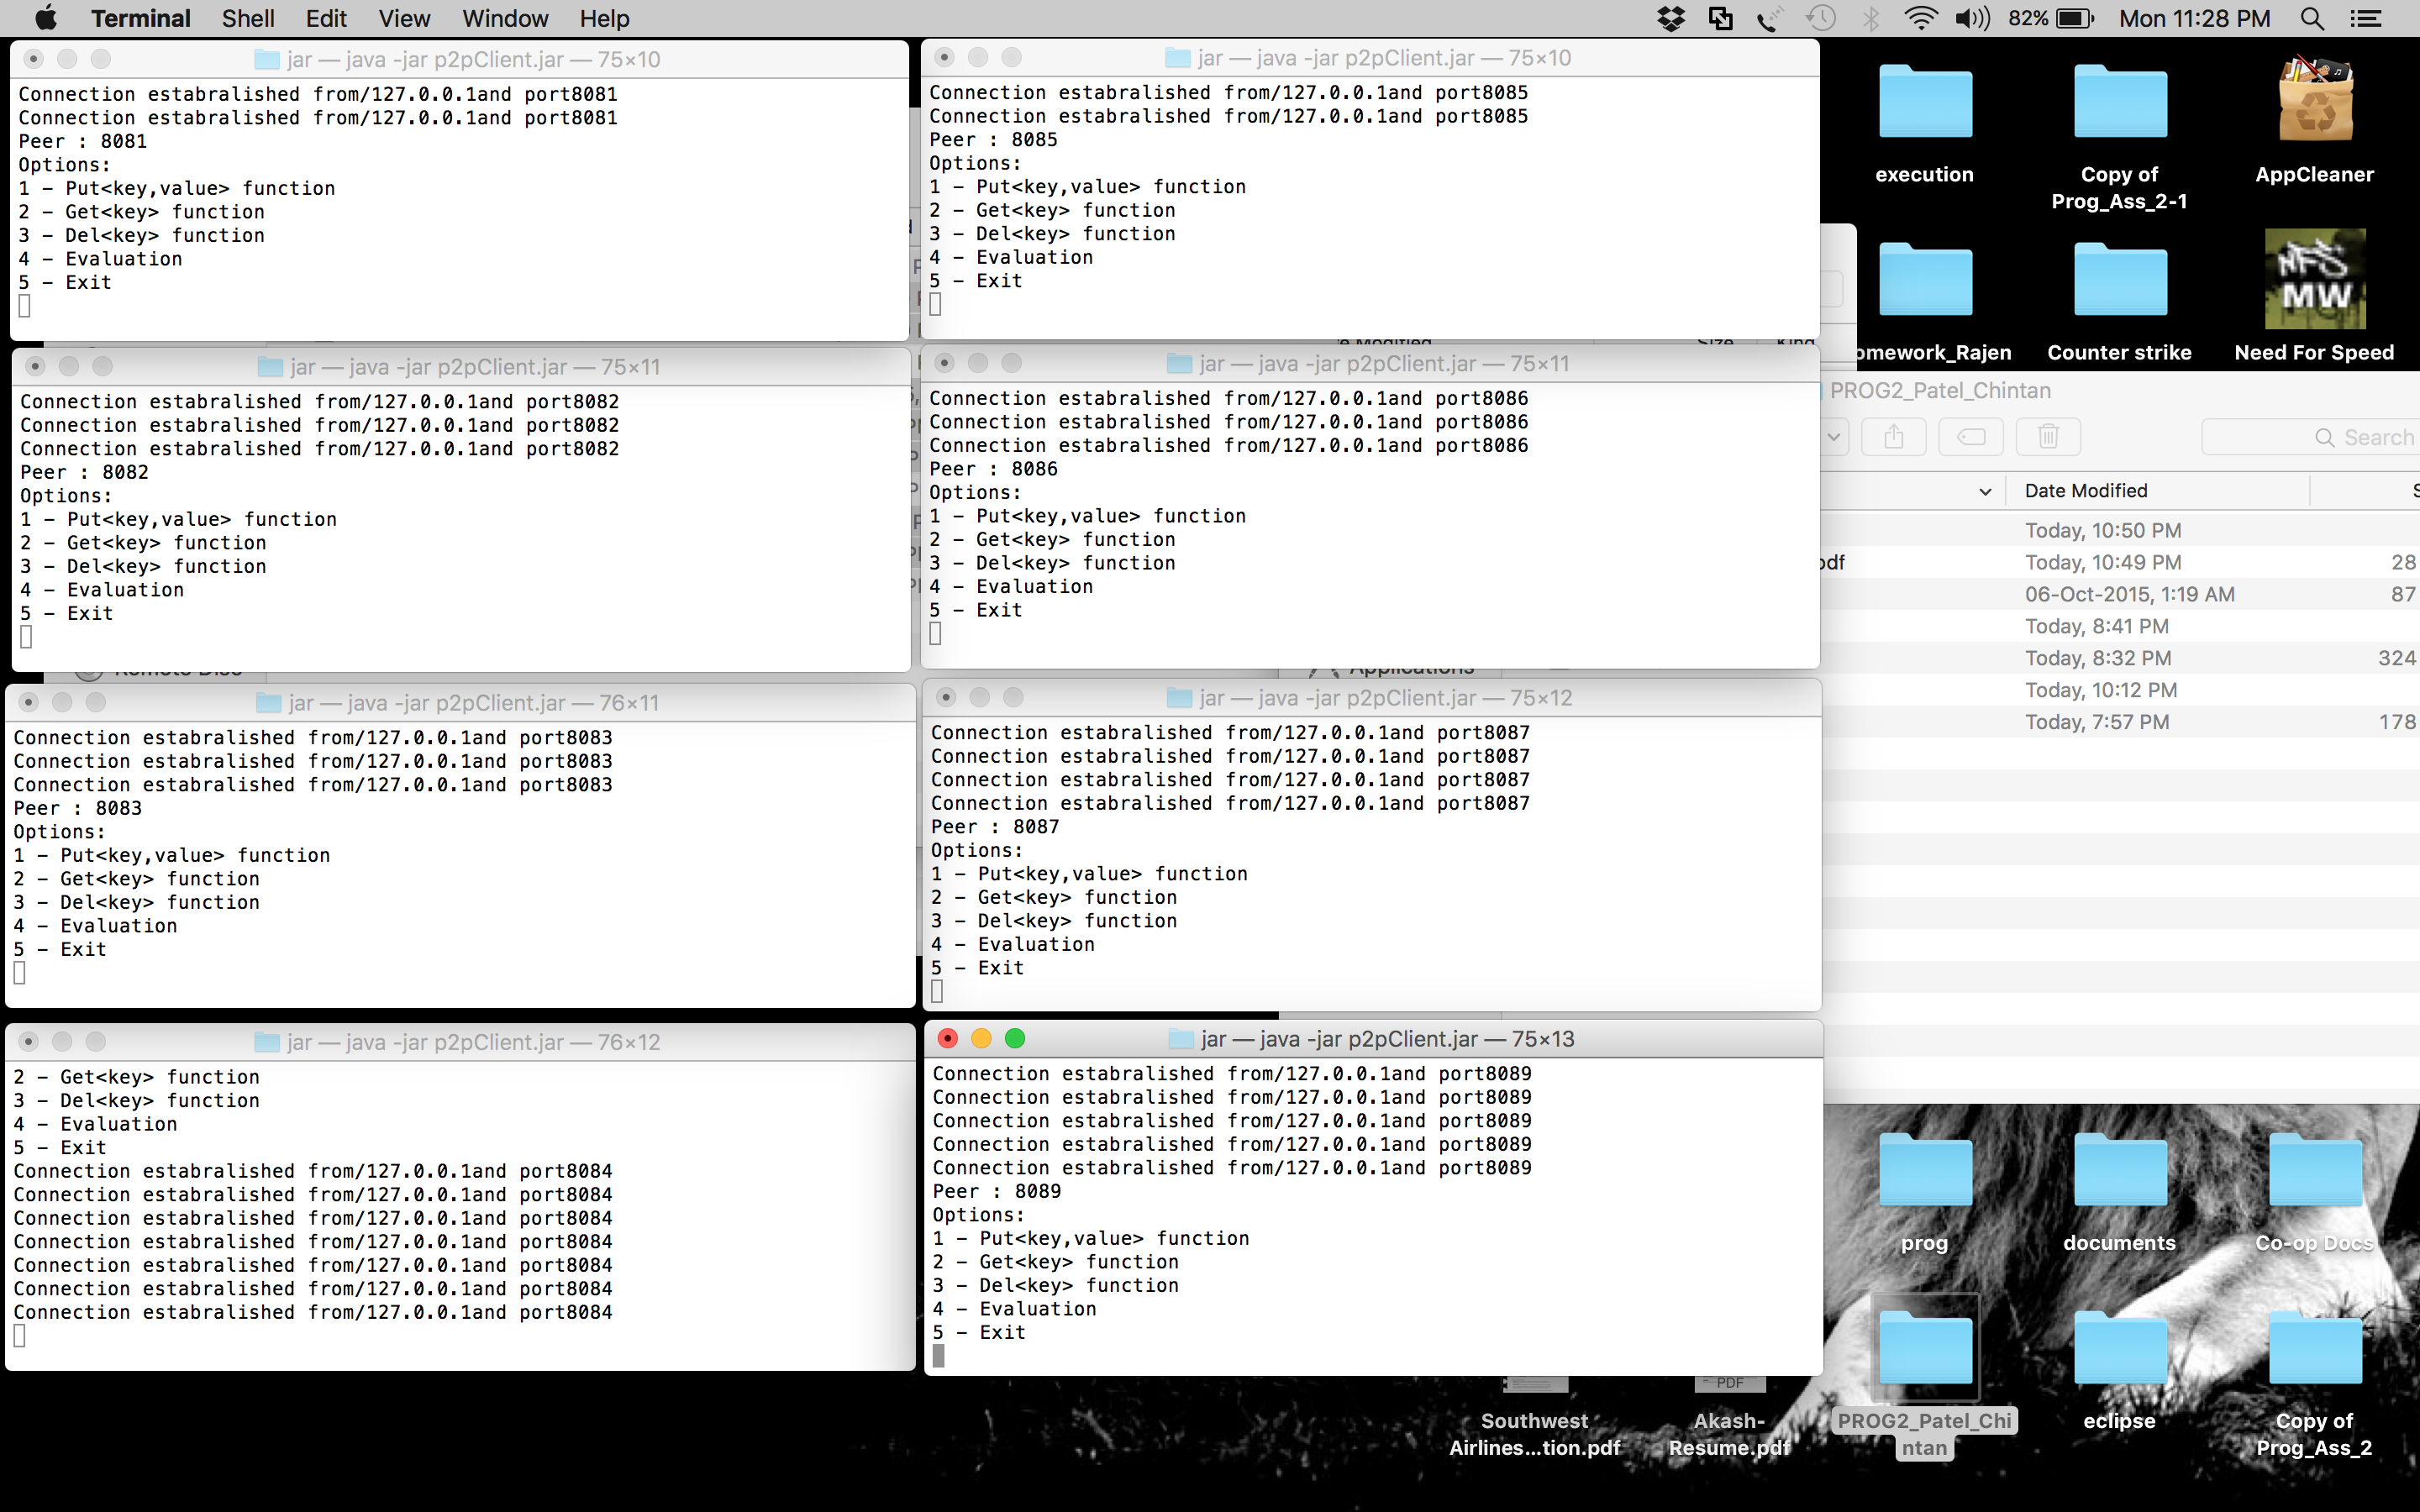 Terminal Shell Edit View Window Help 82% Mon 11:28 PM
jar — java -jar p2pClient.jar — 75×10
Connection estabralished from/127.0.0.1and port8081
Connection estabralished from/127.0.0.1and port8081
Peer : 8081
Options:
1 - Put<key,value> function
2 - Get<key> function
3 - Del<key> function
4 - Evaluation
5 - Exit
jar — java -jar p2pClient.jar — 75×11
Connection estabralished from/127.0.0.1and port8082
Connection estabralished from/127.0.0.1and port8082
Connection estabralished from/127.0.0.1and port8082
Peer : 8082
Options:
1 - Put<key,value> function
2 - Get<key> function
3 - Del<key> function
4 - Evaluation
5 - Exit
jar — java -jar p2pClient.jar — 76×11
Connection estabralished from/127.0.0.1and port8083
Connection estabralished from/127.0.0.1and port8083
Connection estabralished from/127.0.0.1and port8083
Peer : 8083
Options:
1 - Put<key,value> function
2 - Get<key> function
3 - Del<key> function
4 - Evaluation
5 - Exit
jar — java -jar p2pClient.jar — 76×12
2 - Get<key> function
3 - Del<key> function
4 - Evaluation
5 - Exit
Connection estabralished from/127.0.0.1and port8084
Connection estabralished from/127.0.0.1and port8084
Connection estabralished from/127.0.0.1and port8084
Connection estabralished from/127.0.0.1and port8084
Connection estabralished from/127.0.0.1and port8084
Connection estabralished from/127.0.0.1and port8084
Connection estabralished from/127.0.0.1and port8084
jar — java -jar p2pClient.jar — 75×10
Connection estabralished from/127.0.0.1and port8085
Connection estabralished from/127.0.0.1and port8085
Peer : 8085
Options:
1 - Put<key,value> function
2 - Get<key> function
3 - Del<key> function
4 - Evaluation
5 - Exit
jar — java -jar p2pClient.jar — 75×11
Connection estabralished from/127.0.0.1and port8086
Connection estabralished from/127.0.0.1and port8086
Connection estabralished from/127.0.0.1and port8086
Peer : 8086
Options:
1 - Put<key,value> function
2 - Get<key> function
3 - Del<key> function
4 - Evaluation
5 - Exit
jar — java -jar p2pClient.jar — 75×12
Connection estabralished from/127.0.0.1and port8087
Connection estabralished from/127.0.0.1and port8087
Connection estabralished from/127.0.0.1and port8087
Connection estabralished from/127.0.0.1and port8087
Peer : 8087
Options:
1 - Put<key,value> function
2 - Get<key> function
3 - Del<key> function
4 - Evaluation
5 - Exit
jar — java -jar p2pClient.jar — 75×13
Connection estabralished from/127.0.0.1and port8089
Connection estabralished from/127.0.0.1and port8089
Connection estabralished from/127.0.0.1and port8089
Connection estabralished from/127.0.0.1and port8089
Connection estabralished from/127.0.0.1and port8089
Peer : 8089
Options:
1 - Put<key,value> function
2 - Get<key> function
3 - Del<key> function
4 - Evaluation
5 - Exit
execution
Copy of
Prog_Ass_2-1
AppCleaner
NFS
MW
omework_Rajen
Counter strike
Need For Speed
PROG2_Patel_Chintan
Search
Date Modified
Today, 10:50 PM
pdf Today, 10:49 PM 28
06-Oct-2015, 1:19 AM 87
Today, 8:41 PM
Today, 8:32 PM 324
Today, 10:12 PM
Today, 7:57 PM 178
prog
documents
Co-op Docs
PDF
Southwest
Airlines...tion.pdf
Akash-
Resume.pdf
PROG2_Patel_Chi
ntan
eclipse
Copy of
Prog_Ass_2